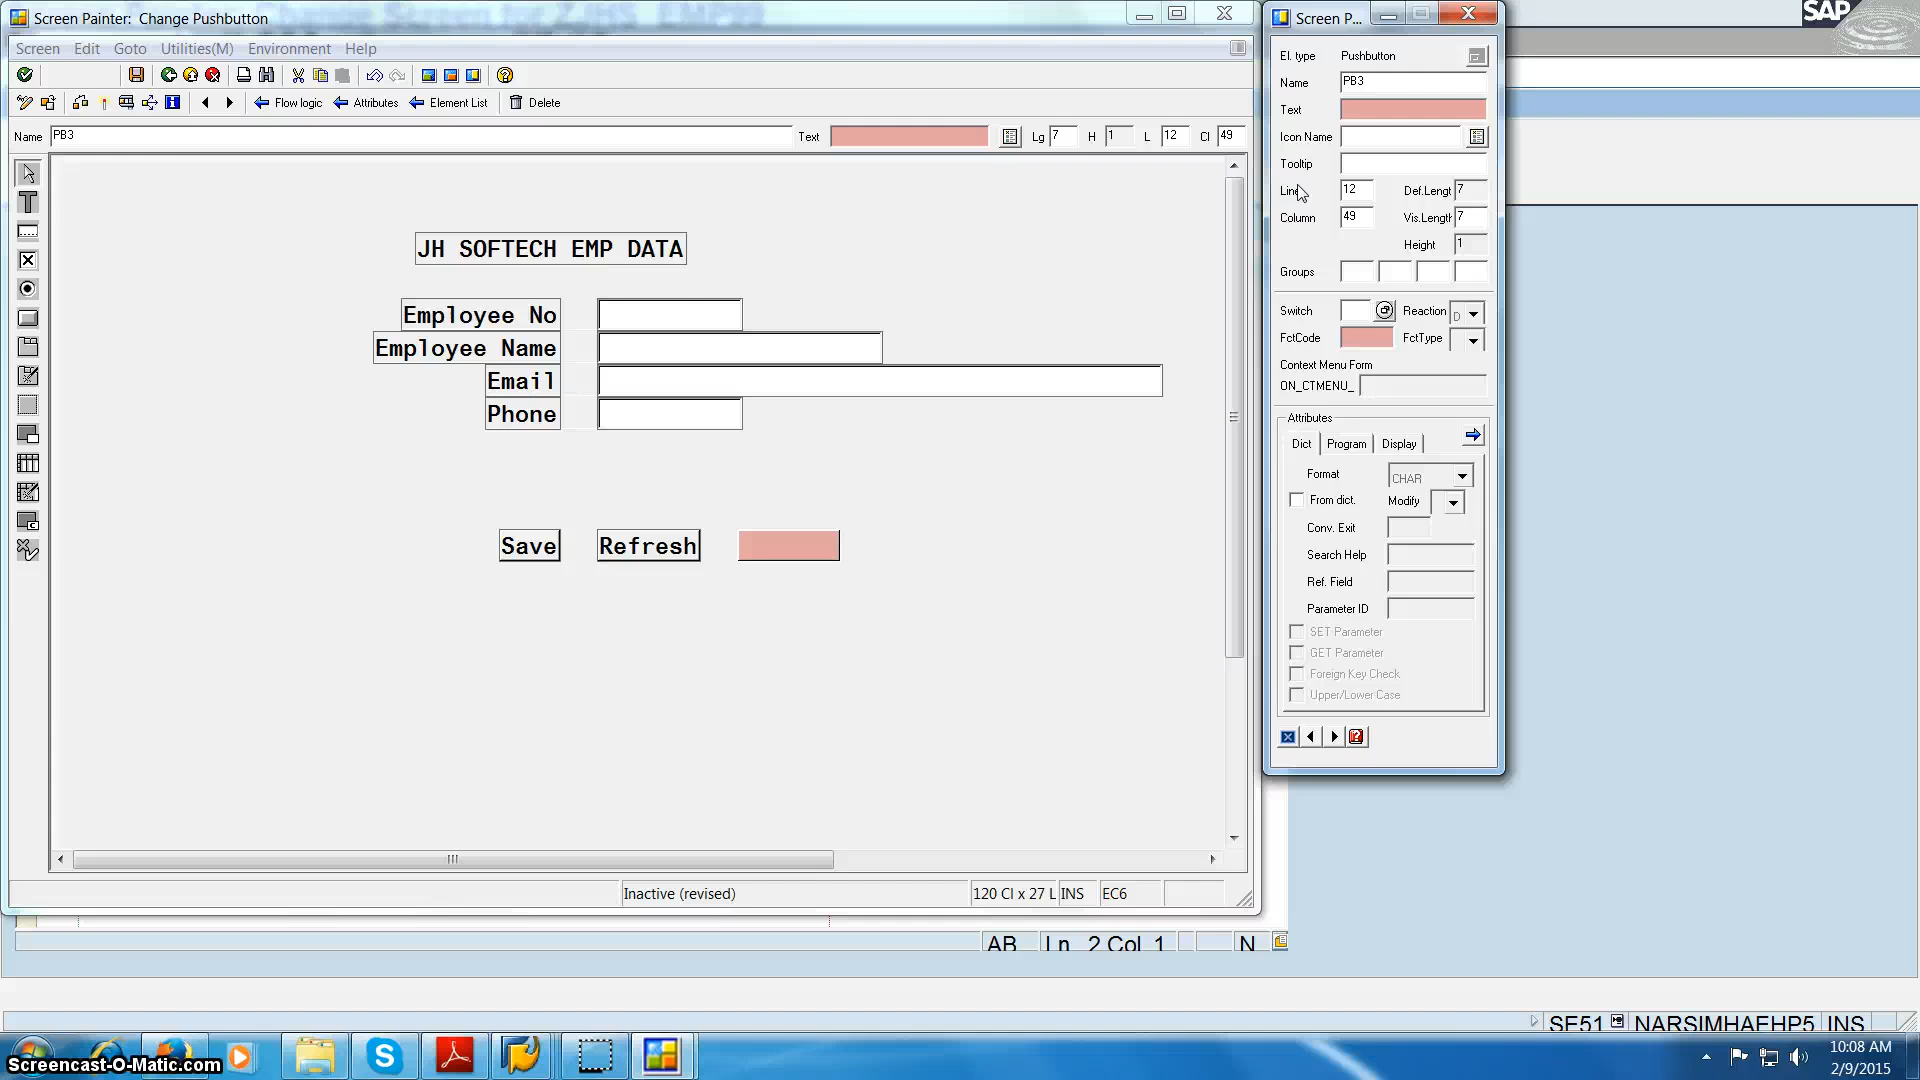 Screen Painter: Change Pushbutton
Screen P...
SAP
Screen Edit Goto Utilities(M) Environment Help
Flow logic Attributes Element List Delete
Name PB3 Text Lg 7 H 1 L 12 Cl 49
JH SOFTECH EMP DATA
Employee No
Employee Name
Email
Phone
Save Refresh
Inactive (revised) 120 Cl x 27 L INS EC6
El. type Pushbutton
Name PB3
Text
Icon Name
Tooltip
Line 12 Def.Lengt 7
Column 49 Vis.Length 7
Height 1
Groups
Switch Reaction D
FctCode FctType
Context Menu Form
ON_CTMENU_
Attributes
Dict Program Display
Format CHAR
From dict. Modify
Conv. Exit
Search Help
Ref. Field
Parameter ID
SET Parameter
GET Parameter
Foreign Key Check
Upper/Lower Case
AB Ln 2 Col 1 N
SE51 NARSIMHAEHP5 INS
10:08 AM
2/9/2015
Screencast-O-Matic.com